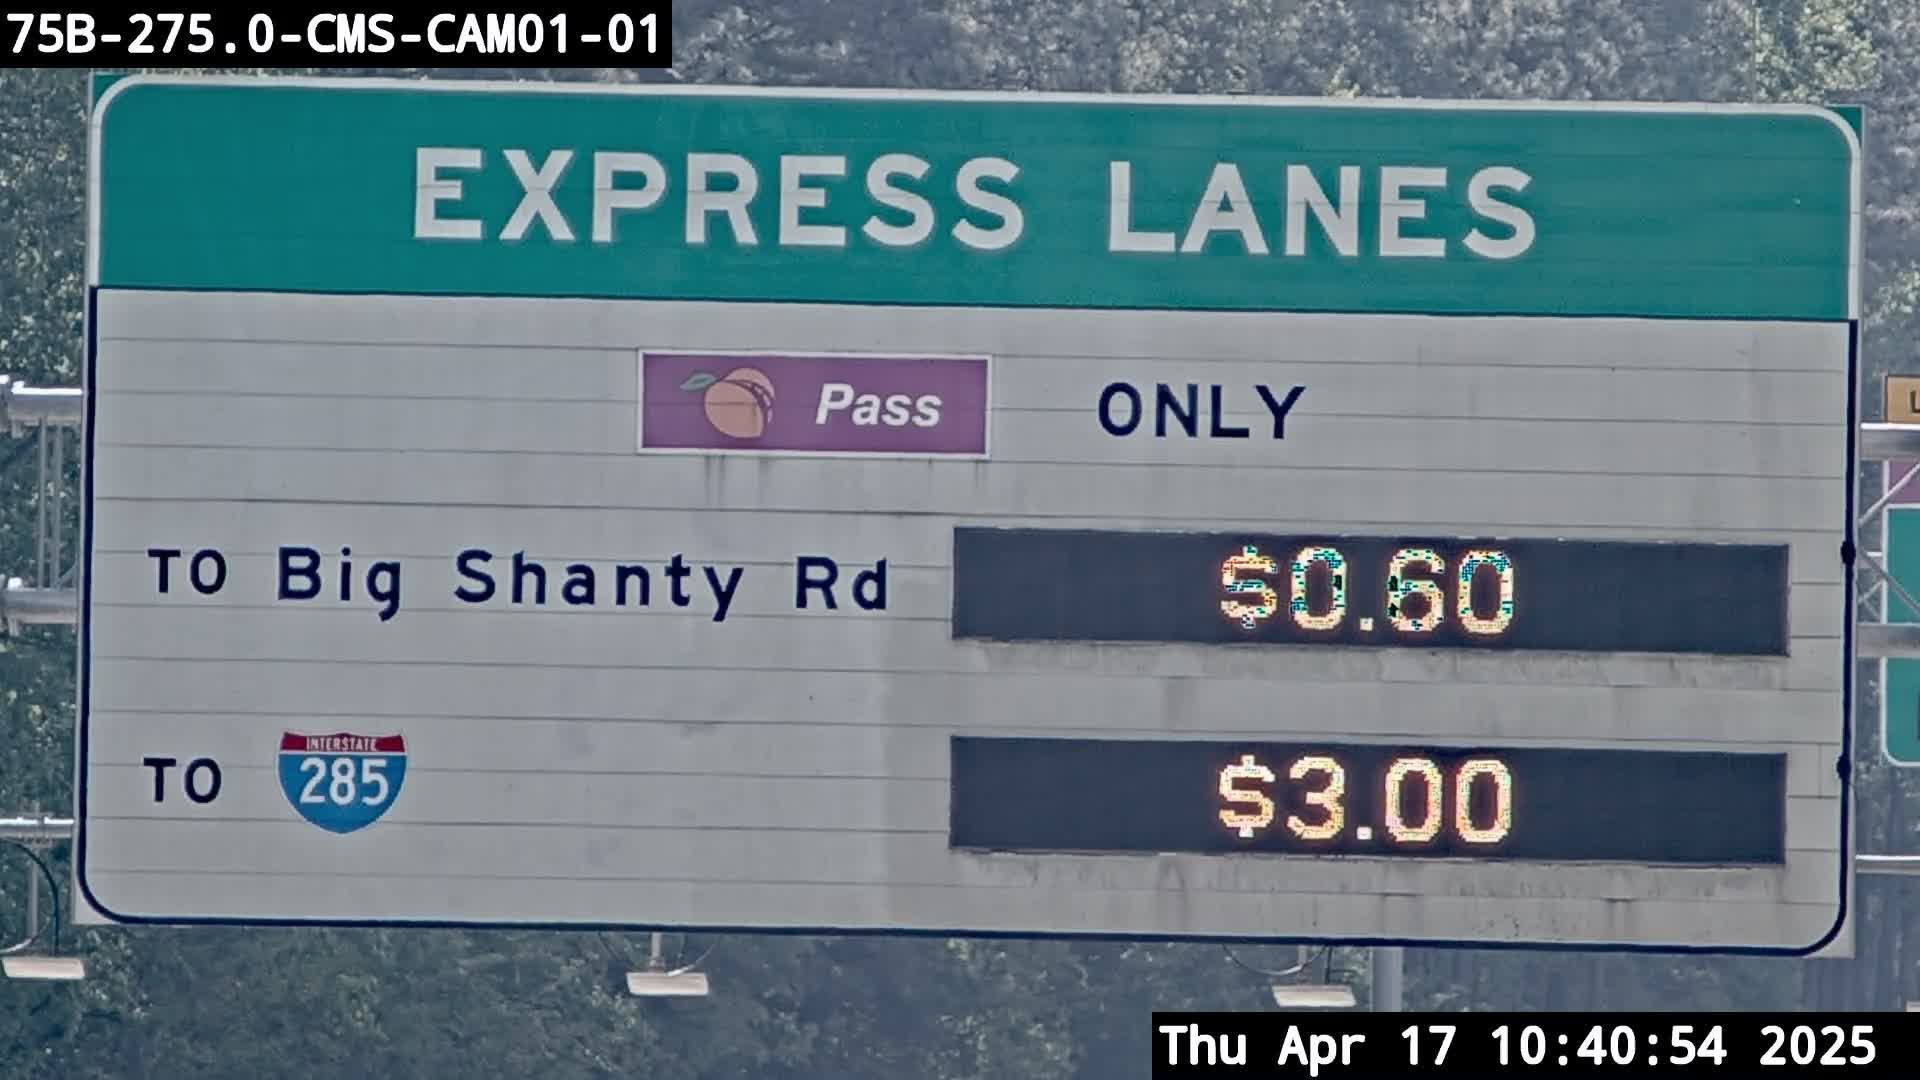 75B-275.0-CMS-CAM01-01
EXPRESS LANES
Pass ONLY
TO Big Shanty Rd $0.60
INTERSTATE
TO 285 $3.00
Thu Apr 17 10:40:54 2025